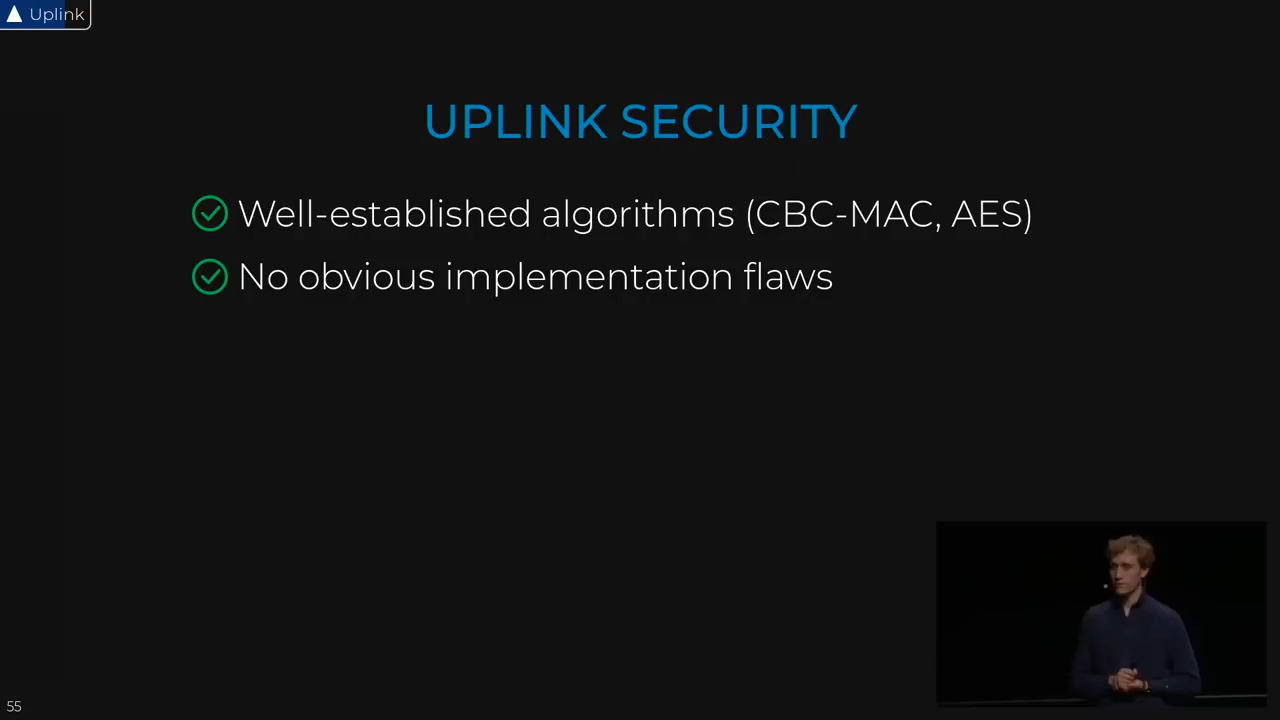 Uplink
UPLINK SECURITY
Well-established algorithms (CBC-MAC, AES)
No obvious implementation flaws
55